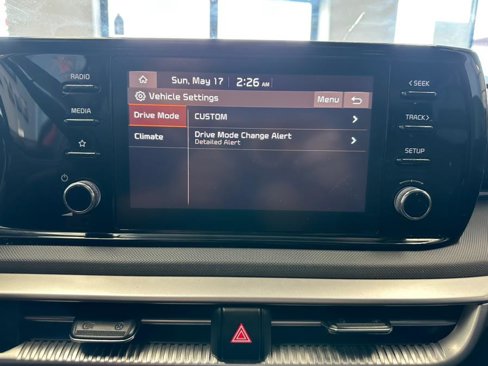 RADIO
MEDIA
Sun, May 17
2:26 AM
Vehicle Settings
Menu
Drive Mode
CUSTOM
Climate
Drive Mode Change Alert
Detailed Alert
< SEEK
TRACK >
SETUP